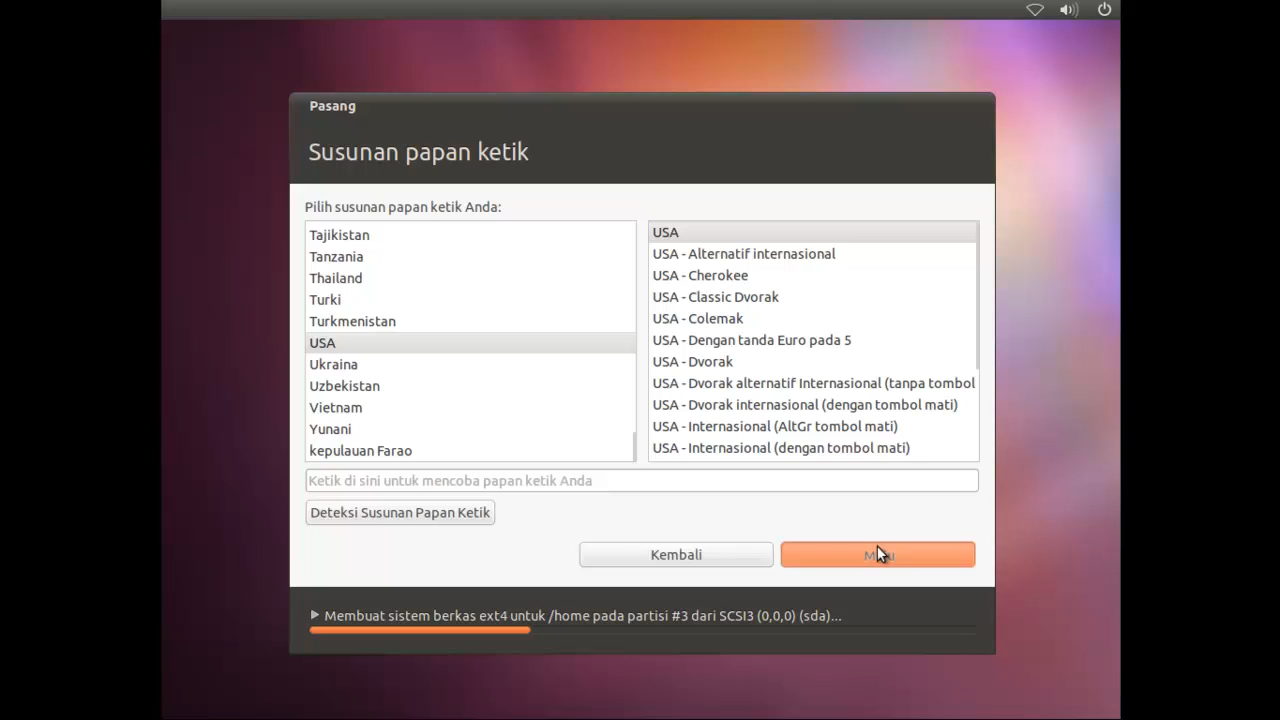 Pasang
Susunan papan ketik
Pilih susunan papan ketik Anda:
Tajikistan
Tanzania
Thailand
Turki
Turkmenistan
USA
Ukraina
Uzbekistan
Vietnam
Yunani
kepulauan Farao
USA
USA - Alternatif internasional
USA - Cherokee
USA - Classic Dvorak
USA - Colemak
USA - Dengan tanda Euro pada 5
USA - Dvorak
USA - Dvorak alternatif Internasional (tanpa tombol
USA - Dvorak internasional (dengan tombol mati)
USA - Internasional (AltGr tombol mati)
USA - Internasional (dengan tombol mati)
Ketik di sini untuk mencoba papan ketik Anda
Deteksi Susunan Papan Ketik
Kembali
Membuat sistem berkas ext4 untuk /home pada partisi #3 dari SCSI3 (0,0,0) (sda)...